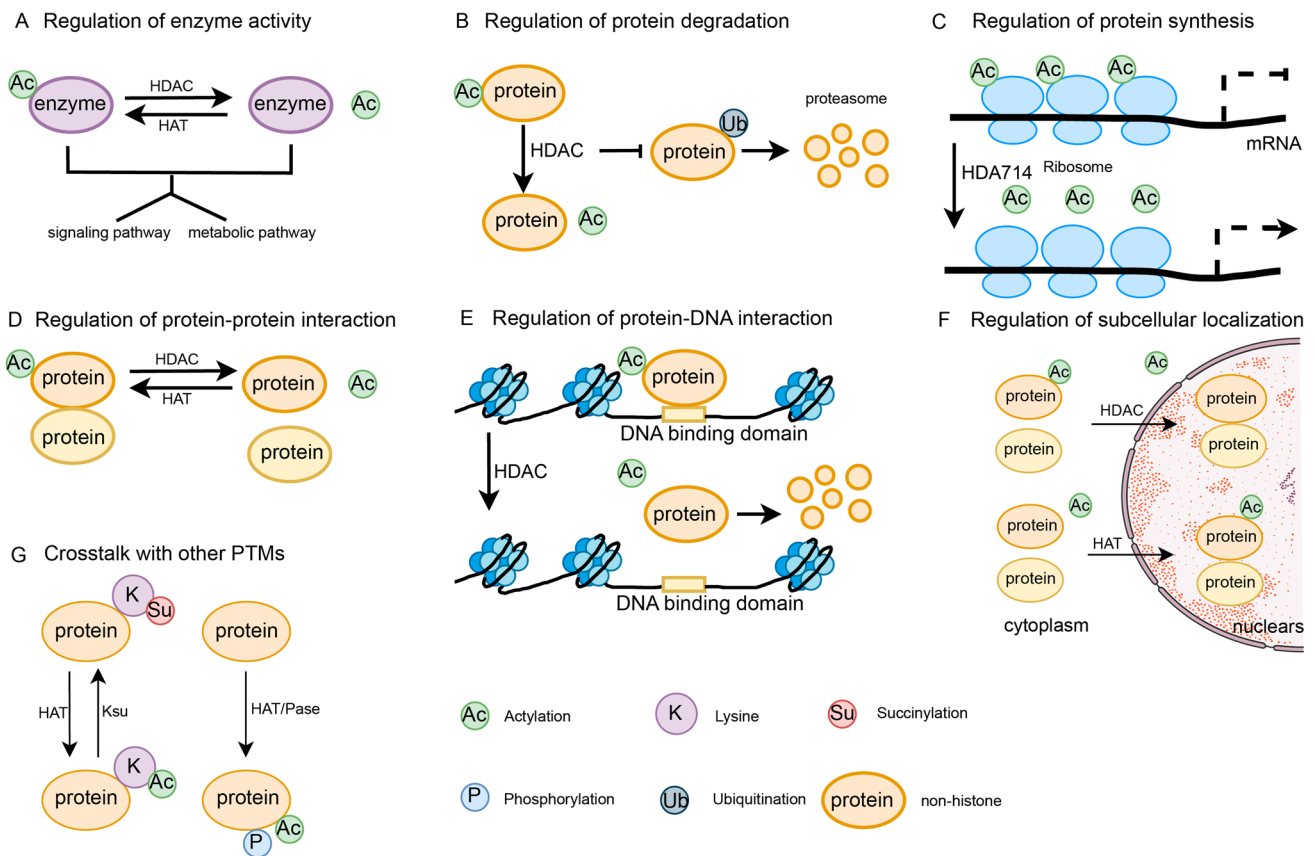 A Regulation of enzyme activity
Ac
enzyme
HDAC
HAT
enzyme
Ac
signaling pathway
metabolic pathway
B Regulation of protein degradation
Ac
protein
HDAC
protein
Ub
proteasome
protein
Ac
C Regulation of protein synthesis
Ac
Ac
Ac
mRNA
HDA714
Ribosome
Ac
Ac
Ac
D Regulation of protein-protein interaction
Ac
protein
protein
HDAC
HAT
protein
Ac
protein
E Regulation of protein-DNA interaction
Ac
protein
DNA binding domain
HDAC
Ac
protein
DNA binding domain
F Regulation of subcellular localization
protein
Ac
protein
Ac
HDAC
protein
protein
protein
Ac
protein
HAT
Ac
protein
protein
cytoplasm
nuclears
G Crosstalk with other PTMs
K
Su
protein
protein
HAT
Ksu
HAT/Pase
K
Ac
protein
protein
P
Ac
Ac Actylation
K Lysine
Su Succinylation
P Phosphorylation
Ub Ubiquitination
protein non-histone